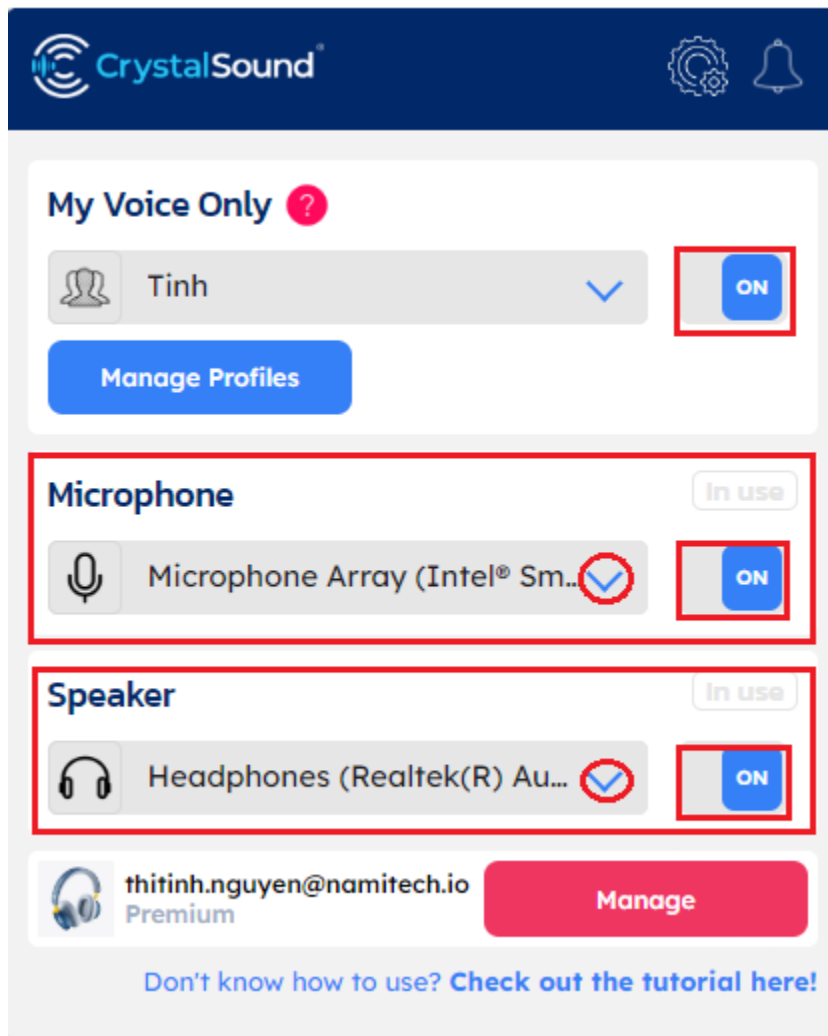 CrystalSound
My Voice Only ?
Tinh
ON
Manage Profiles
Microphone
In use
Microphone Array (Intel® Sm...
ON
Speaker
In use
Headphones (Realtek(R) Au...
ON
thitinh.nguyen@namitech.io
Premium
Manage
Don't know how to use? Check out the tutorial here!